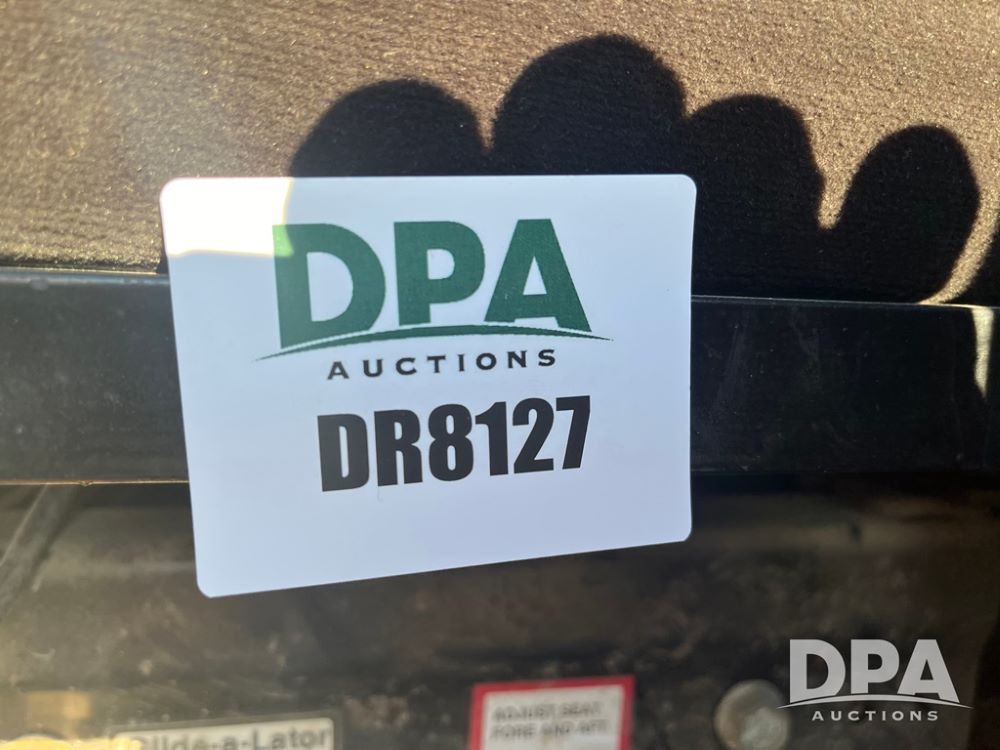 DPA
AUCTIONS
DR8127
ADJUST SEAT
FORE AND AFT
Glide-a-Lator
DPA
AUCTIONS